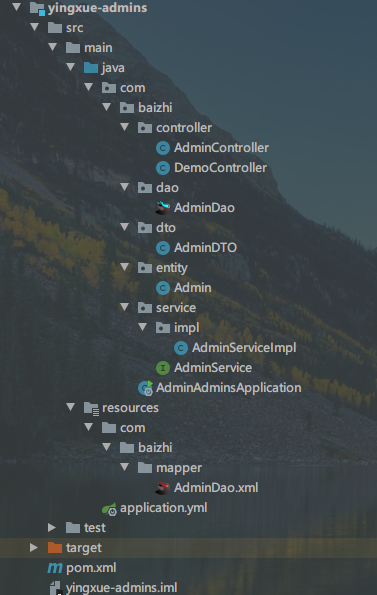 yingxue-admins
src
main
java
com
baizhi
controller
AdminController
DemoController
dao
AdminDao
dto
AdminDTO
entity
Admin
service
impl
AdminServiceImpl
AdminService
AdminAdminsApplication
resources
com
baizhi
mapper
AdminDao.xml
application.yml
test
target
pom.xml
yingxue-admins.iml